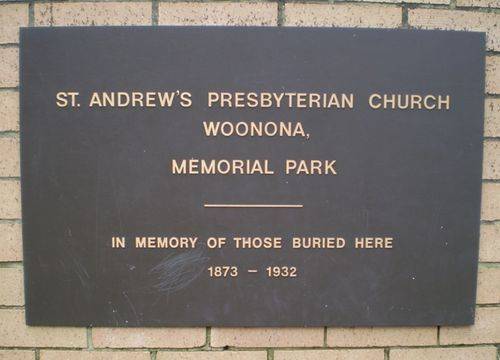 ST. ANDREW'S PRESBYTERIAN CHURCH
WOONONA,
MEMORIAL PARK
IN MEMORY OF THOSE BURIED HERE
1873 – 1932